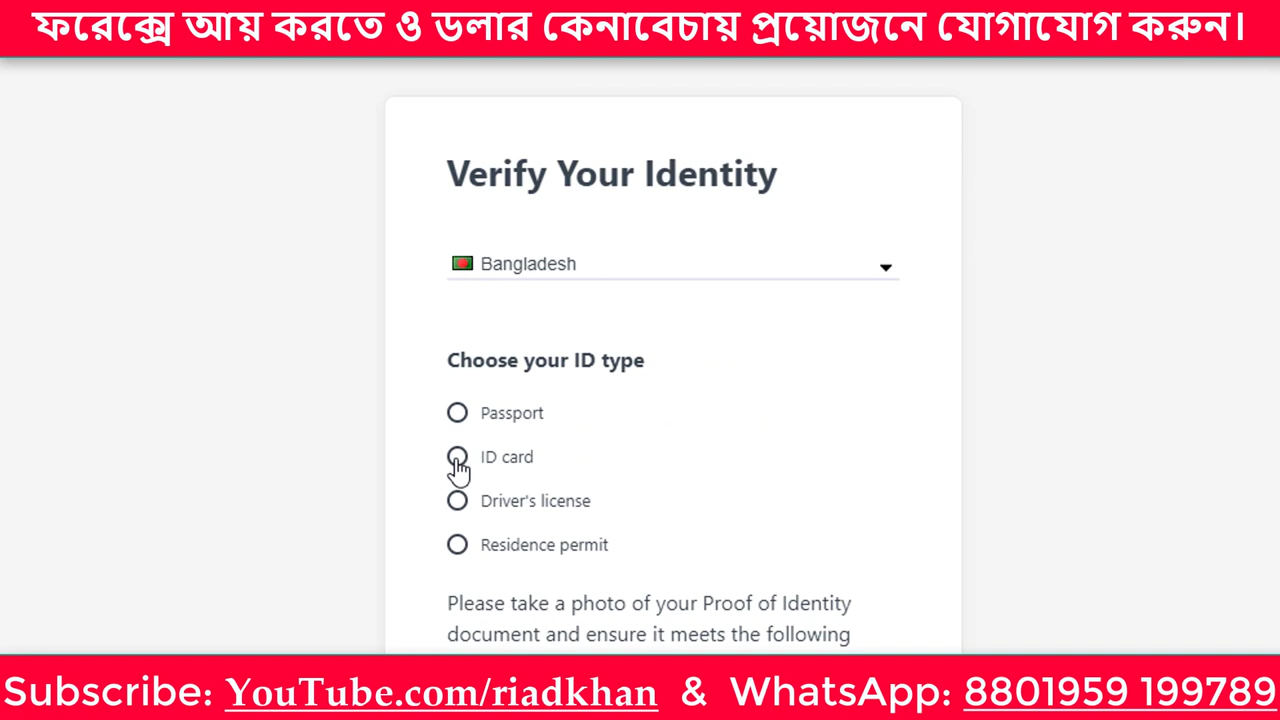 ফরেক্সে আয় করতে ও ডলার কেনাবেচায় প্রয়োজনে যোগাযোগ করুন।
Verify Your Identity
Bangladesh
Choose your ID type
Passport
ID card
Driver's license
Residence permit
Please take a photo of your Proof of Identity
document and ensure it meets the following
Subscribe: YouTube.com/riadkhan & WhatsApp: 8801959 199789